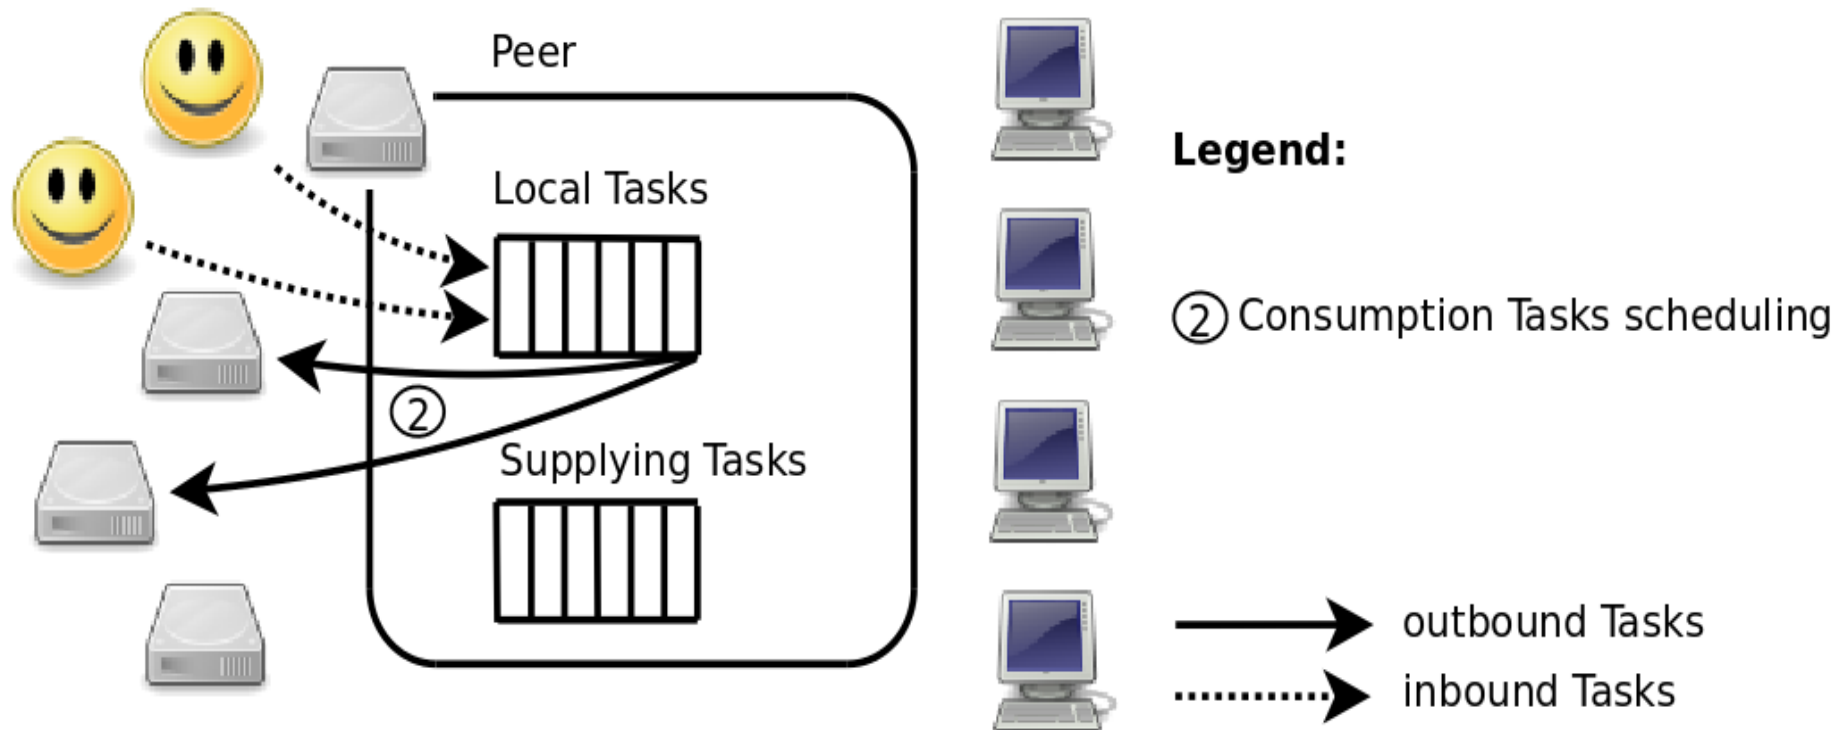 Peer
Local Tasks
Legend:
② Consumption Tasks scheduling
②
Supplying Tasks
outbound Tasks
inbound Tasks